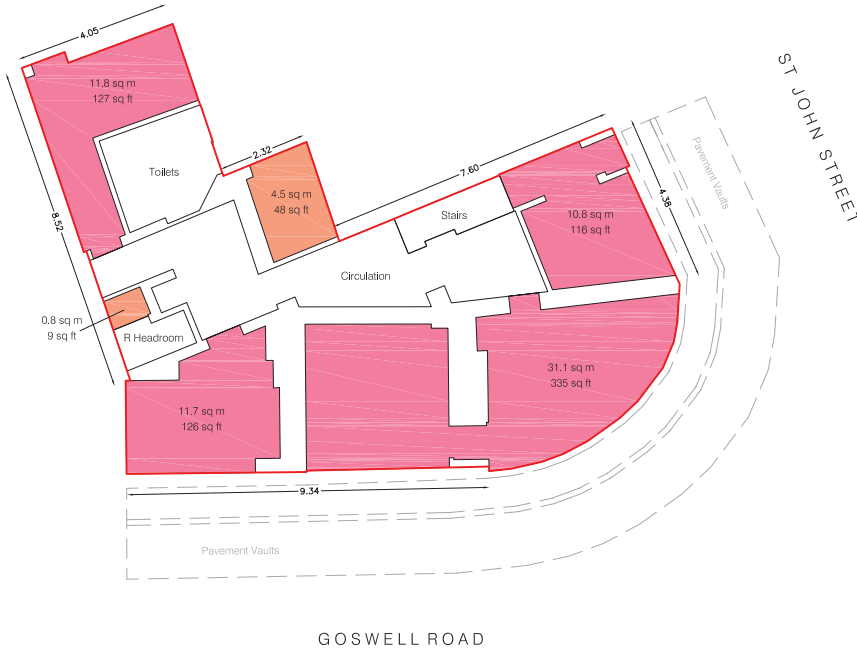 4.05
ST JOHN STREET
11.8 sq m
127 sq ft
Pavement Vaults
2.32
Toilets
7.60
4.38
4.5 sq m
48 sq ft
8.52
Stairs
10.8 sq m
116 sq ft
Circulation
0.8 sq m
9 sq ft
R Headroom
31.1 sq m
335 sq ft
11.7 sq m
126 sq ft
9.34
Pavement Vaults
GOSWELL ROAD